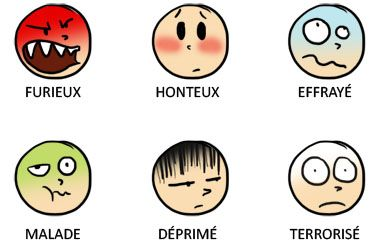 FURIEUX HONTEUX EFFRAYÉ
MALADE DÉPRIMÉ TERRORISÉ